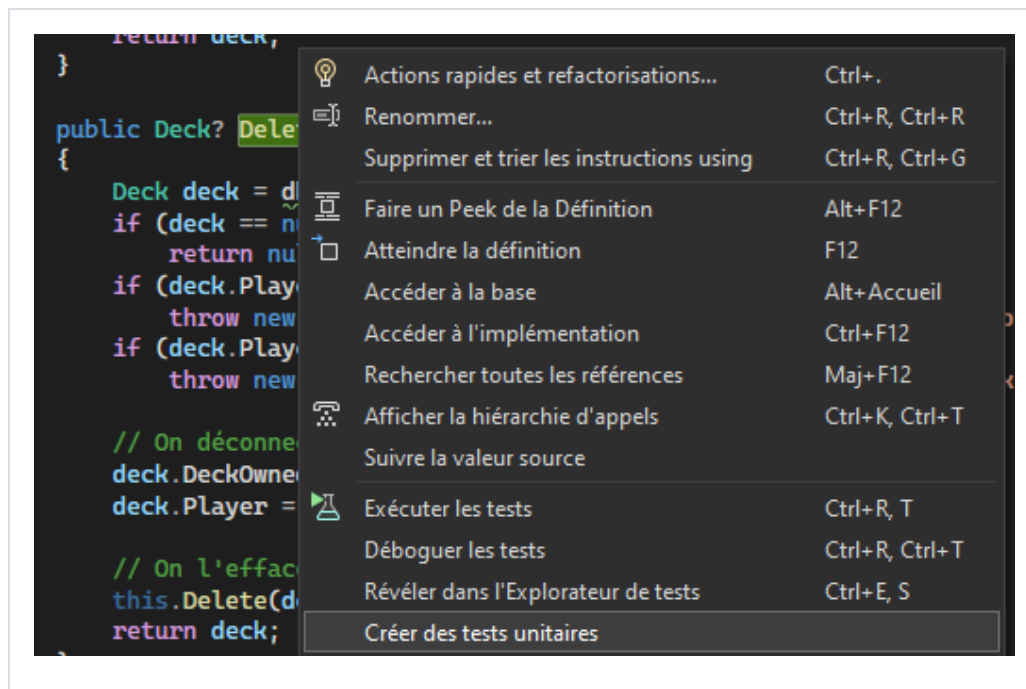 return deck;
}
public Deck? Dele
{
Deck deck = d
if (deck == n
return nu
if (deck.Play
throw new
if (deck.Play
throw new
// On déconne
deck.DeckOwne
deck.Player =
// On l'effac
this.Delete(d
return deck;
Actions rapides et refactorisations... Ctrl+.
Renommer... Ctrl+R, Ctrl+R
Supprimer et trier les instructions using Ctrl+R, Ctrl+G
Faire un Peek de la Définition Alt+F12
Atteindre la définition F12
Accéder à la base Alt+Accueil
Accéder à l'implémentation Ctrl+F12
Rechercher toutes les références Maj+F12
Afficher la hiérarchie d'appels Ctrl+K, Ctrl+T
Suivre la valeur source
Exécuter les tests Ctrl+R, T
Déboguer les tests Ctrl+R, Ctrl+T
Révéler dans l'Explorateur de tests Ctrl+E, S
Créer des tests unitaires